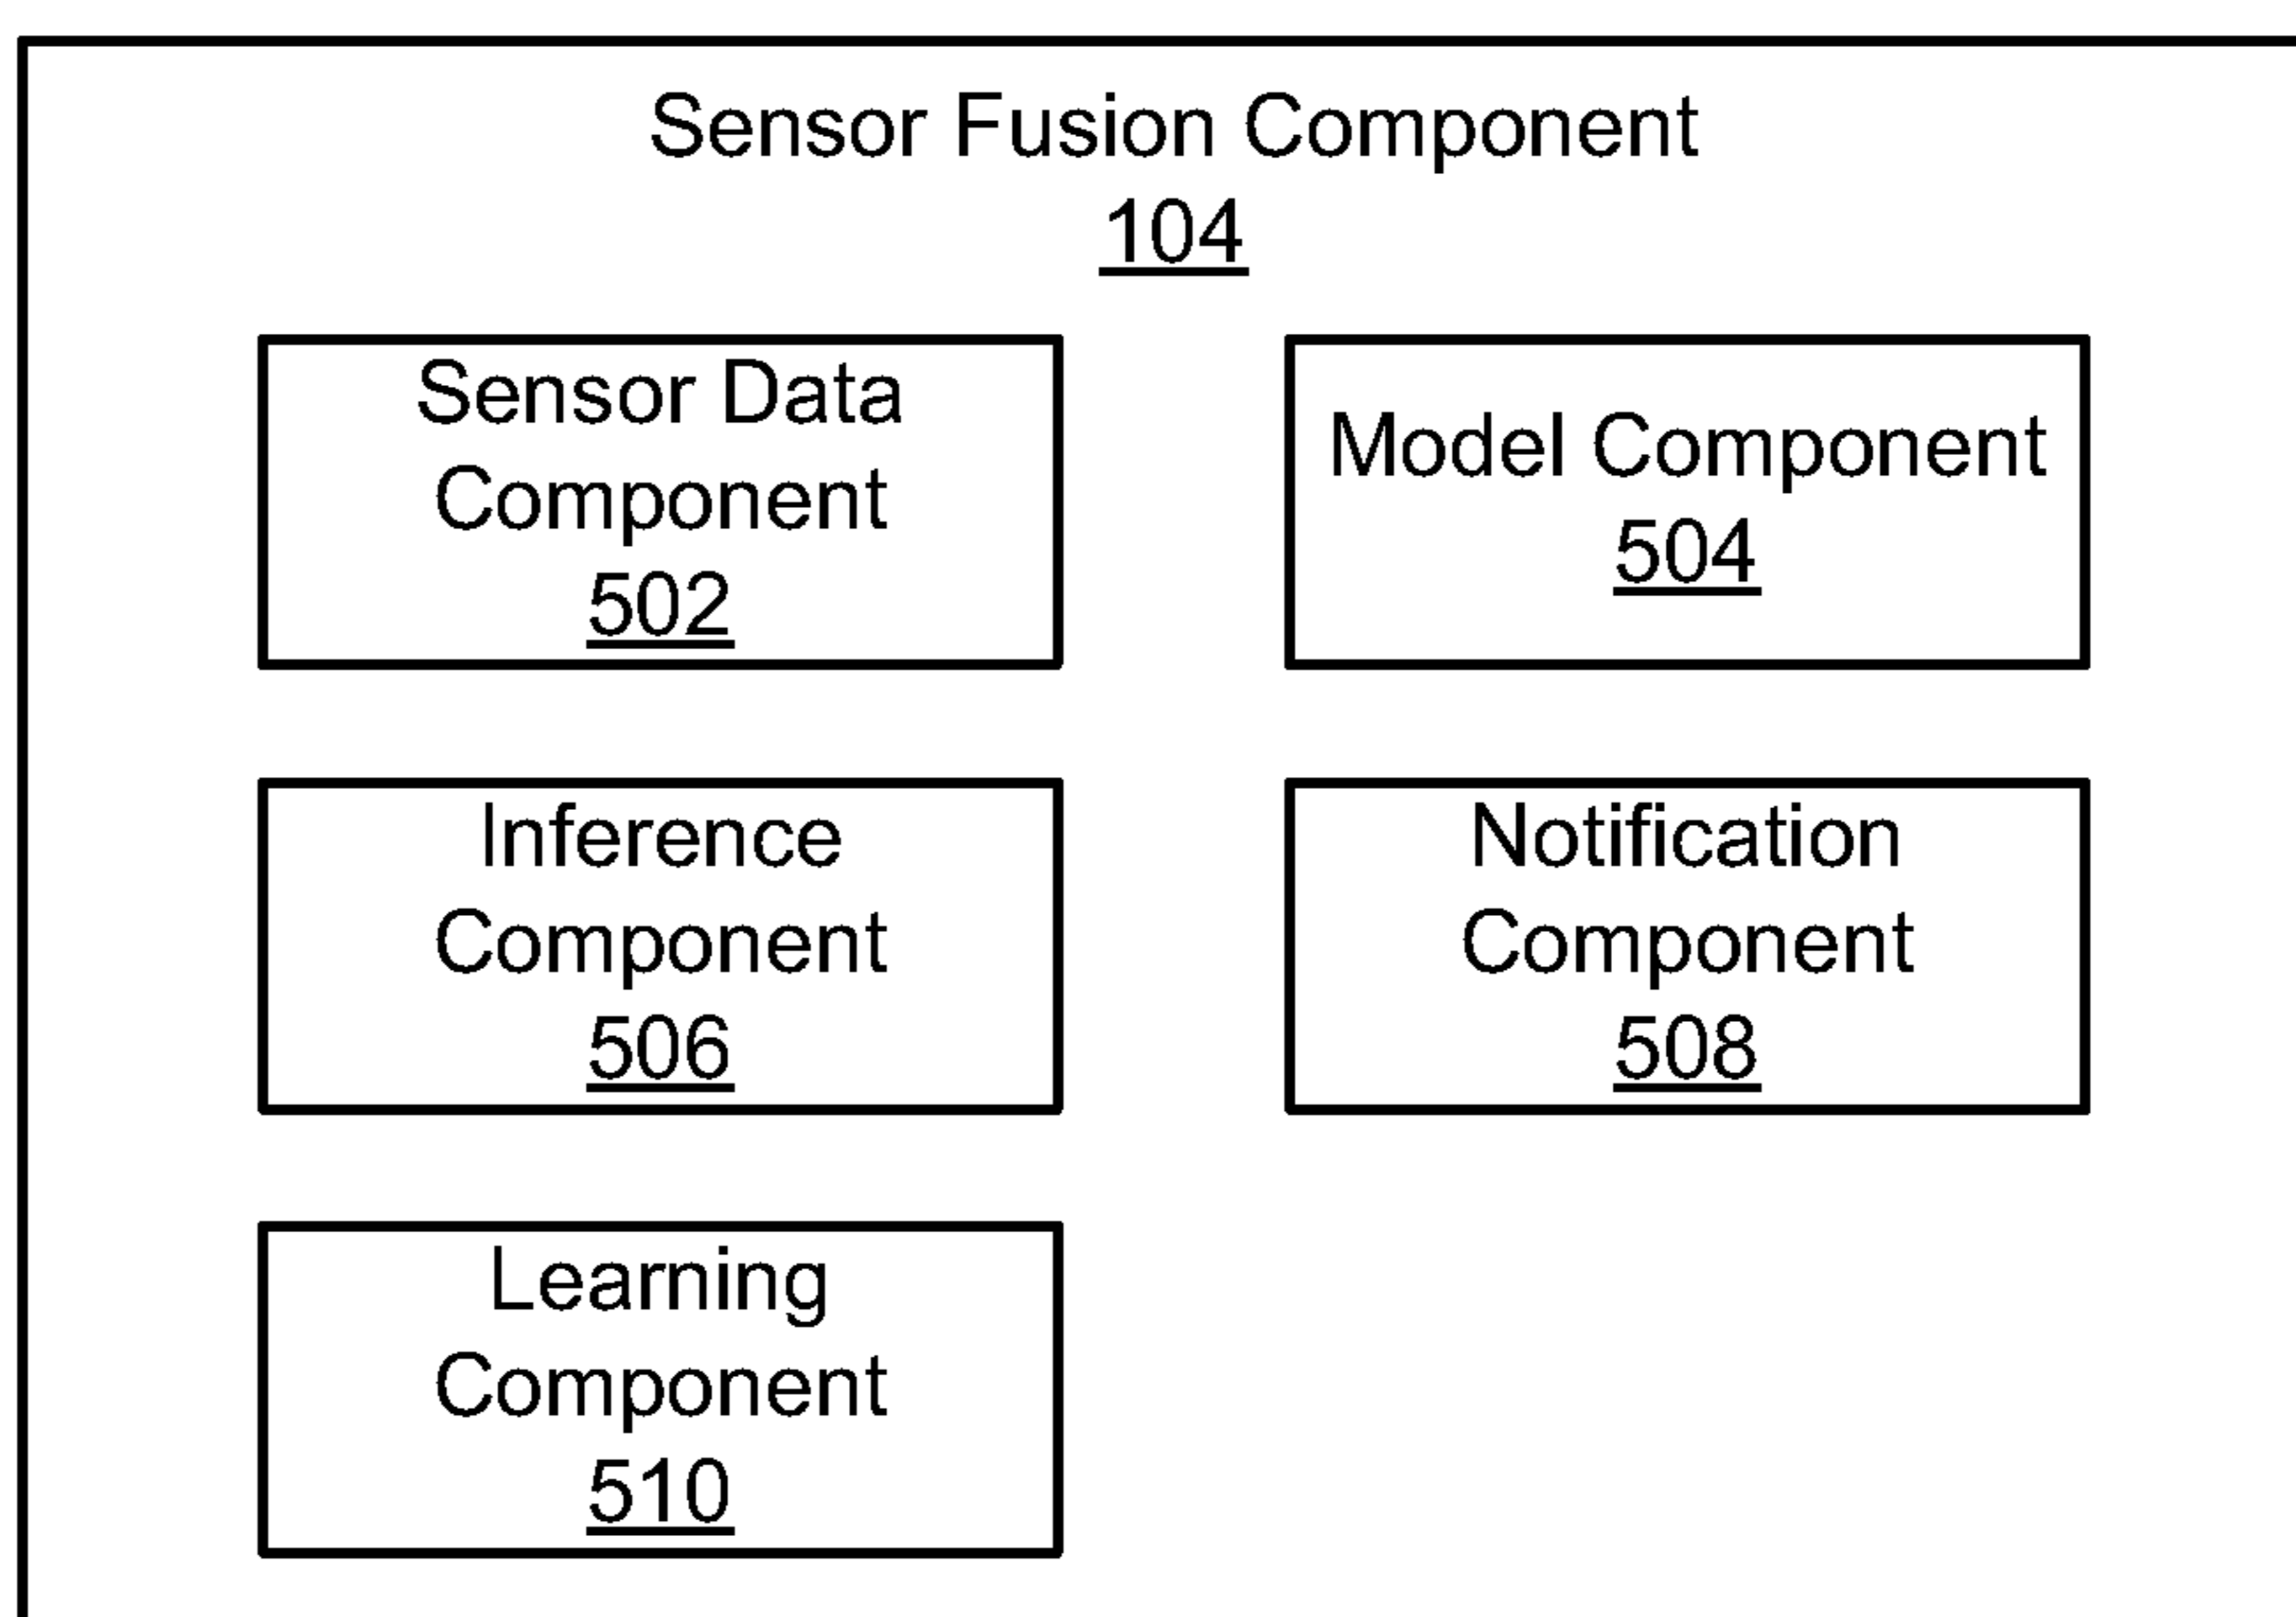 Sensor Fusion Component
104
Sensor Data
Component
502
Model Component
504
Inference
Component
506
Notification
Component
508
Learning
Component
510